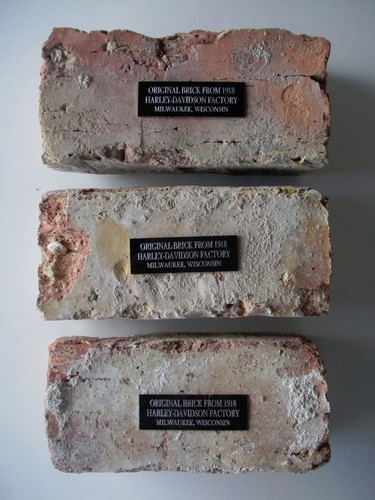 ORIGINAL BRICK FROM 1918
HARLEY-DAVIDSON FACTORY
MILWAUKEE, WISCONSIN
ORIGINAL BRICK FROM 1918
HARLEY-DAVIDSON FACTORY
MILWAUKEE, WISCONSIN
ORIGINAL BRICK FROM 1918
HARLEY-DAVIDSON FACTORY
MILWAUKEE, WISCONSIN